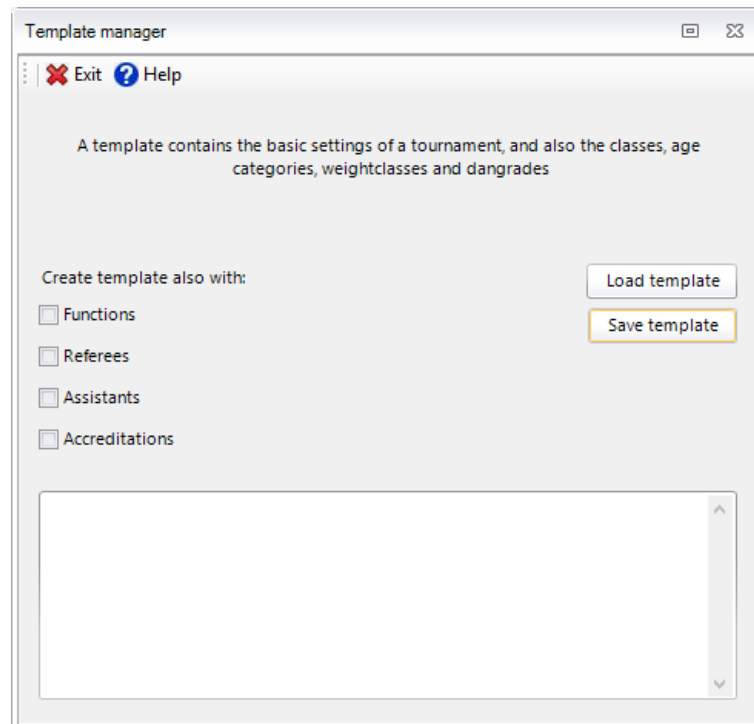 Template manager
Exit Help
A template contains the basic settings of a tournament, and also the classes, age
categories, weightclasses and dangrades
Create template also with:
Load template
Functions
Save template
Referees
Assistants
Accreditations